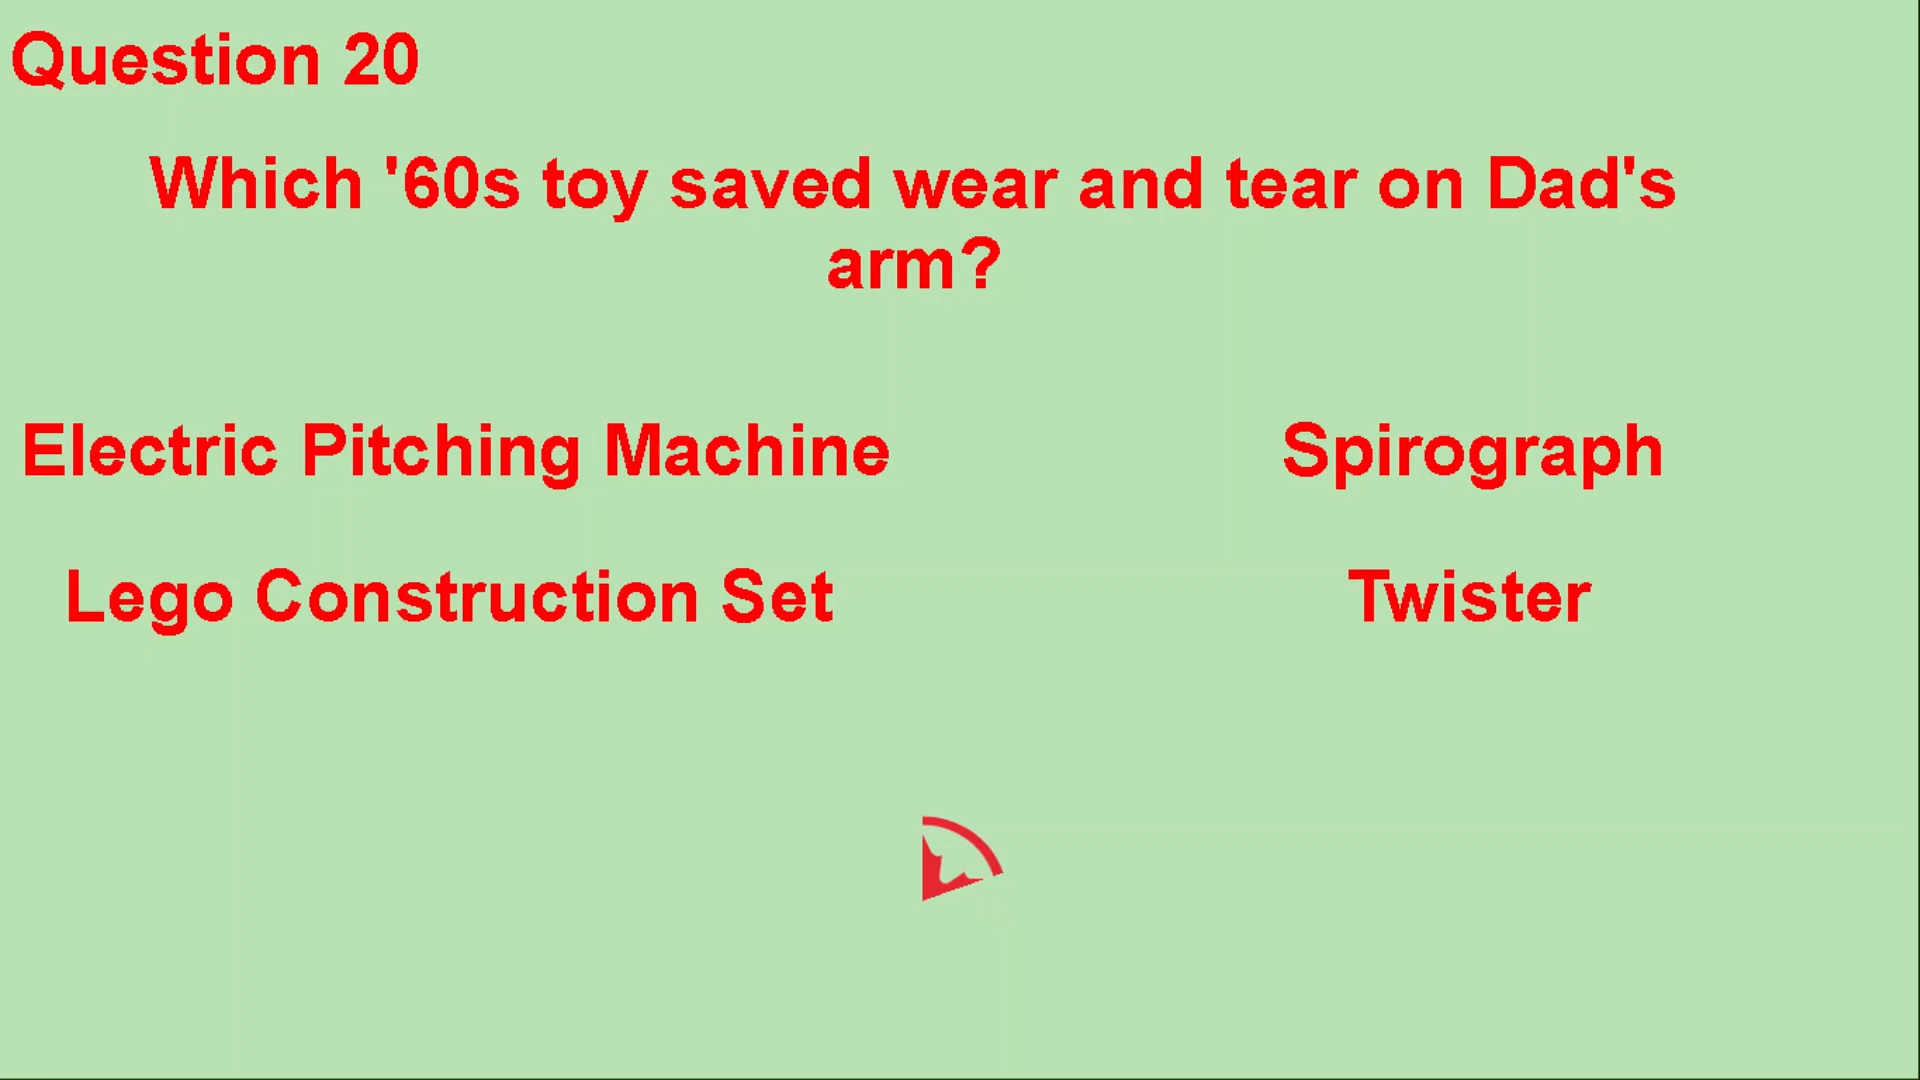 Question 20
Which '60s toy saved wear and tear on Dad's
arm?
Electric Pitching Machine
Spirograph
Lego Construction Set
Twister